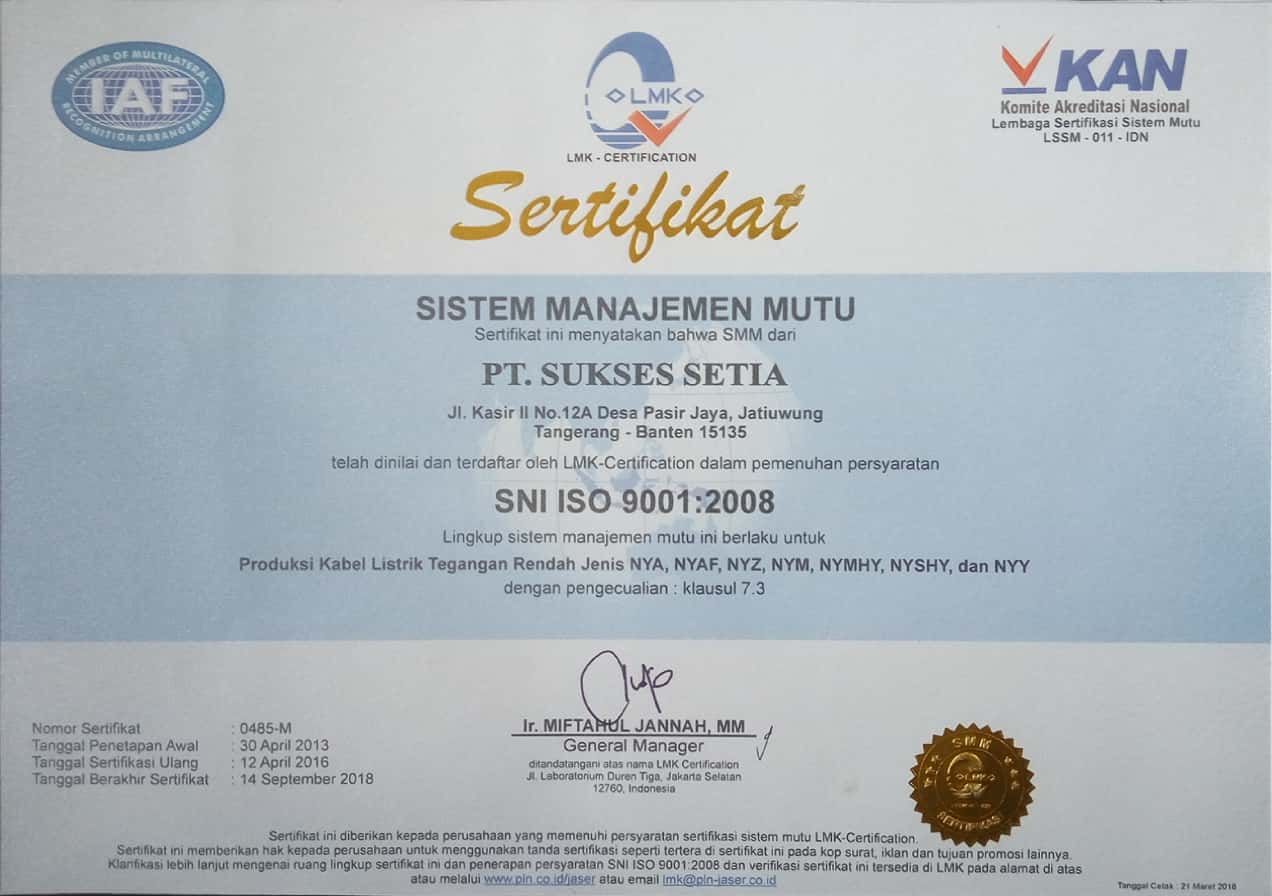 MEMBER OF MULTILATERAL
IAF
RECOGNITION ARRANGEMENT
LMK
LMK - CERTIFICATION
KAN
Komite Akreditasi Nasional
Lembaga Sertifikasi Sistem Mutu
LSSM - 011 - IDN
Sertifikat
SISTEM MANAJEMEN MUTU
Sertifikat ini menyatakan bahwa SMM dari
PT. SUKSES SETIA
Jl. Kasir II No.12A Desa Pasir Jaya, Jatiuwung
Tangerang - Banten 15135
telah dinilai dan terdaftar oleh LMK-Certification dalam pemenuhan persyaratan
SNI ISO 9001:2008
Lingkup sistem manajemen mutu ini berlaku untuk
Produksi Kabel Listrik Tegangan Rendah Jenis NYA, NYAF, NYZ, NYM, NYMHY, NYSHY, dan NYY
dengan pengecualian : klausul 7.3
Nomor Sertifikat : 0485-M
Tanggal Penetapan Awal : 30 April 2013
Tanggal Sertifikasi Ulang : 12 April 2016
Tanggal Berakhir Sertifikat : 14 September 2018
Ir. MIFTAHUL JANNAH, MM
General Manager
ditandatangani atas nama LMK Certification
Jl. Laboratorium Duren Tiga, Jakarta Selatan
12760, Indonesia
SMM
LMK
SERTIFIKASI
Sertifikat ini diberikan kepada perusahaan yang memenuhi persyaratan sertifikasi sistem mutu LMK-Certification.
Sertifikat ini memberikan hak kepada perusahaan untuk menggunakan tanda sertifikasi seperti tertera di sertifikat ini pada kop surat, iklan dan tujuan promosi lainnya.
Klarifikasi lebih lanjut mengenai ruang lingkup sertifikat ini dan penerapan persyaratan SNI ISO 9001:2008 dan verifikasi sertifikat ini tersedia di LMK pada alamat di atas
atau melalui www.pln.co.id/jaser atau email lmk@pln-jaser.co.id
Tanggal Cetak : 21 Maret 2018